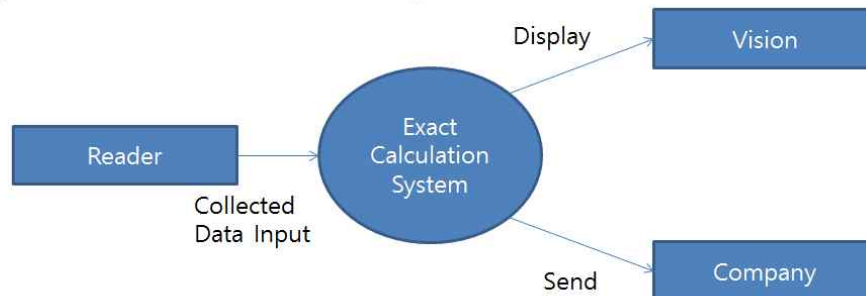 Display
Vision
Reader
Exact
Calculation
System
Collected
Data Input
Send
Company